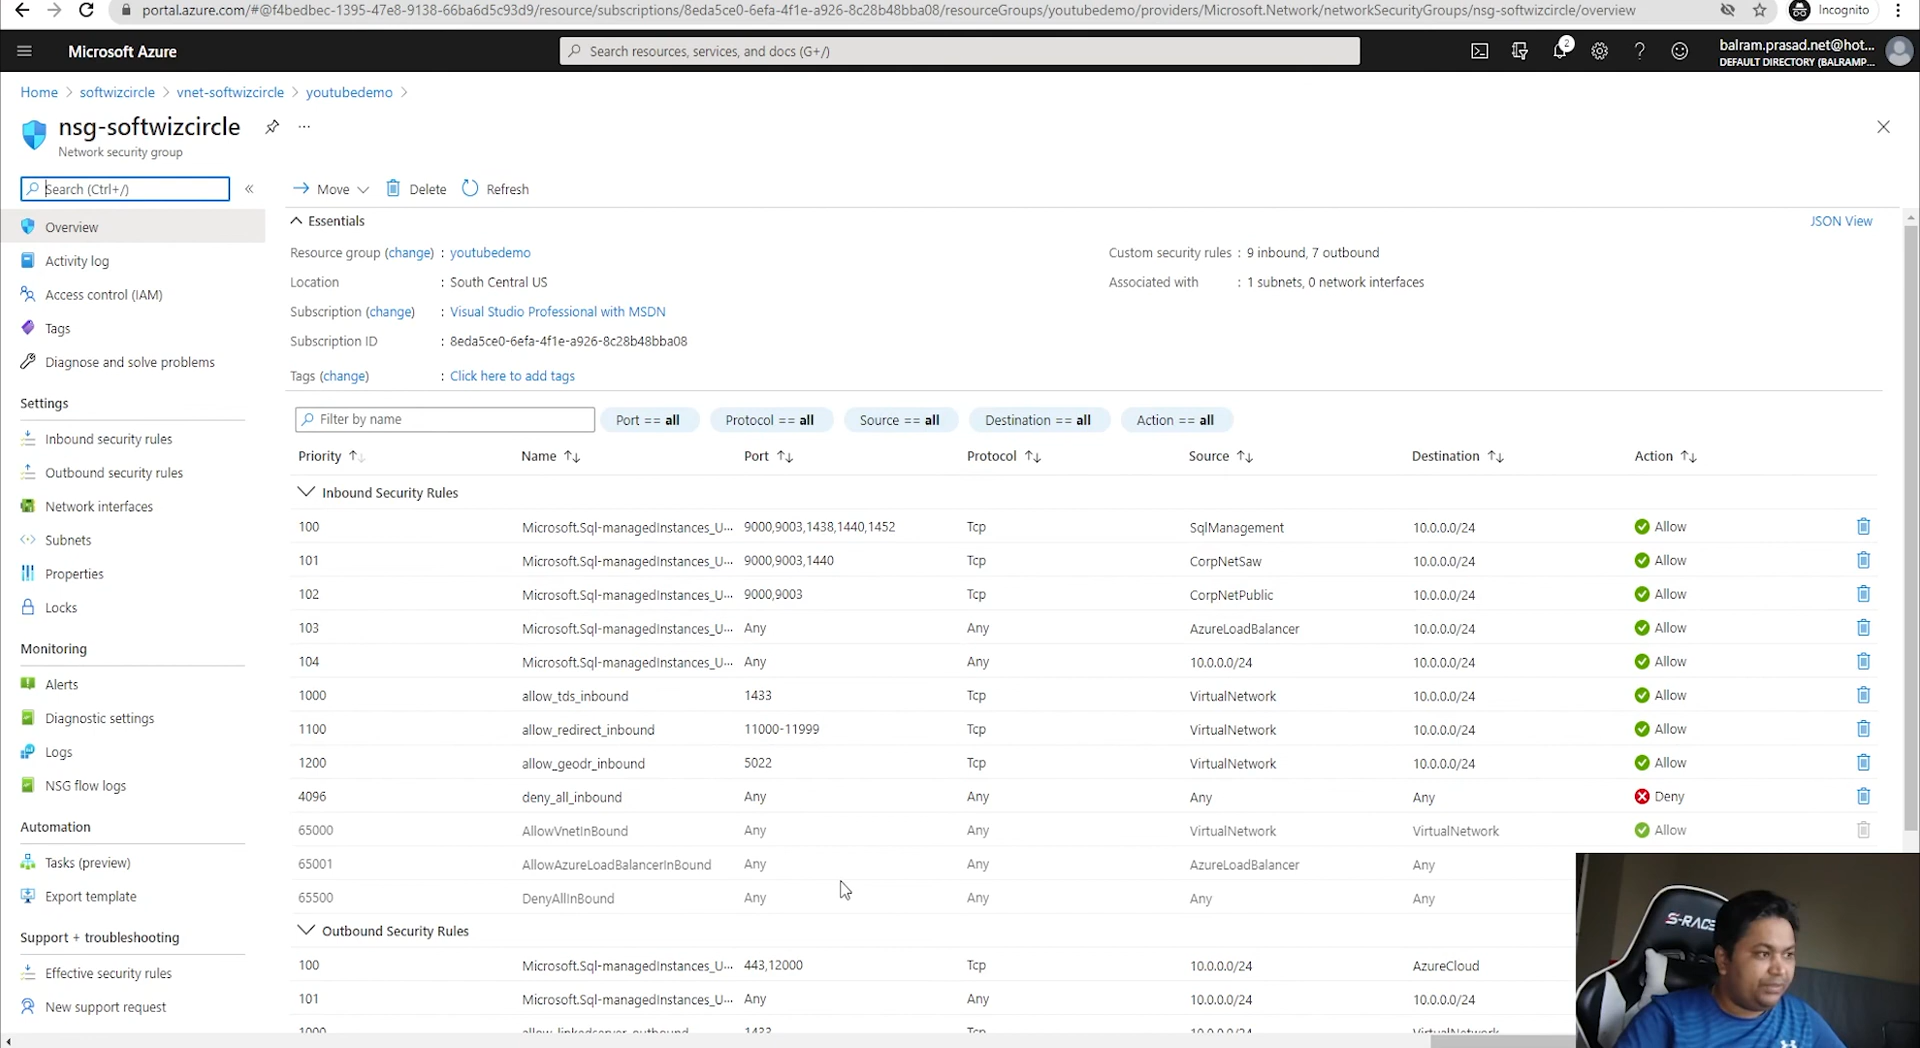 portal.azure.com/#@f4bedbec-1395-47e8-9138-66ba6d5c93d9/resource/subscriptions/8eda5ce0-6efa-4f1e-a926-8c28b48bba08/resourceGroups/youtubedemo/providers/Microsoft.Network/networkSecurityGroups/nsg-softwizcircle/overview
Incognito
Microsoft Azure
Search resources, services, and docs (G+/)
2
balram.prasad.net@hot...
DEFAULT DIRECTORY (BALRAMP...
Home > softwizcircle > vnet-softwizcircle > youtubedemo >
nsg-softwizcircle
Network security group
Search (Ctrl+/)
«
Move
Delete
Refresh
Overview
Activity log
Access control (IAM)
Tags
Diagnose and solve problems
Settings
Inbound security rules
Outbound security rules
Network interfaces
Subnets
Properties
Locks
Monitoring
Alerts
Diagnostic settings
Logs
NSG flow logs
Automation
Tasks (preview)
Export template
Support + troubleshooting
Effective security rules
New support request
Essentials
JSON View
Resource group (change) : youtubedemo
Location : South Central US
Subscription (change) : Visual Studio Professional with MSDN
Subscription ID : 8eda5ce0-6efa-4f1e-a926-8c28b48bba08
Tags (change) : Click here to add tags
Custom security rules : 9 inbound, 7 outbound
Associated with : 1 subnets, 0 network interfaces
Filter by name
Port == all
Protocol == all
Source == all
Destination == all
Action == all
Priority Name Port Protocol Source Destination Action
Inbound Security Rules
100 Microsoft.Sql-managedInstances_U... 9000,9003,1438,1440,1452 Tcp SqlManagement 10.0.0.0/24 Allow
101 Microsoft.Sql-managedInstances_U... 9000,9003,1440 Tcp CorpNetSaw 10.0.0.0/24 Allow
102 Microsoft.Sql-managedInstances_U... 9000,9003 Tcp CorpNetPublic 10.0.0.0/24 Allow
103 Microsoft.Sql-managedInstances_U... Any Any AzureLoadBalancer 10.0.0.0/24 Allow
104 Microsoft.Sql-managedInstances_U... Any Any 10.0.0.0/24 10.0.0.0/24 Allow
1000 allow_tds_inbound 1433 Tcp VirtualNetwork 10.0.0.0/24 Allow
1100 allow_redirect_inbound 11000-11999 Tcp VirtualNetwork 10.0.0.0/24 Allow
1200 allow_geodr_inbound 5022 Tcp VirtualNetwork 10.0.0.0/24 Allow
4096 deny_all_inbound Any Any Any Any Deny
65000 AllowVnetInBound Any Any VirtualNetwork VirtualNetwork Allow
65001 AllowAzureLoadBalancerInBound Any Any AzureLoadBalancer Any
65500 DenyAllInBound Any Any Any Any
Outbound Security Rules
100 Microsoft.Sql-managedInstances_U... 443,12000 Tcp 10.0.0.0/24 AzureCloud
101 Microsoft.Sql-managedInstances_U... Any Any 10.0.0.0/24 10.0.0.0/24
1000 allow_linkedserver_outbound 1433 Tcp 10.0.0.0/24 VirtualNetwork